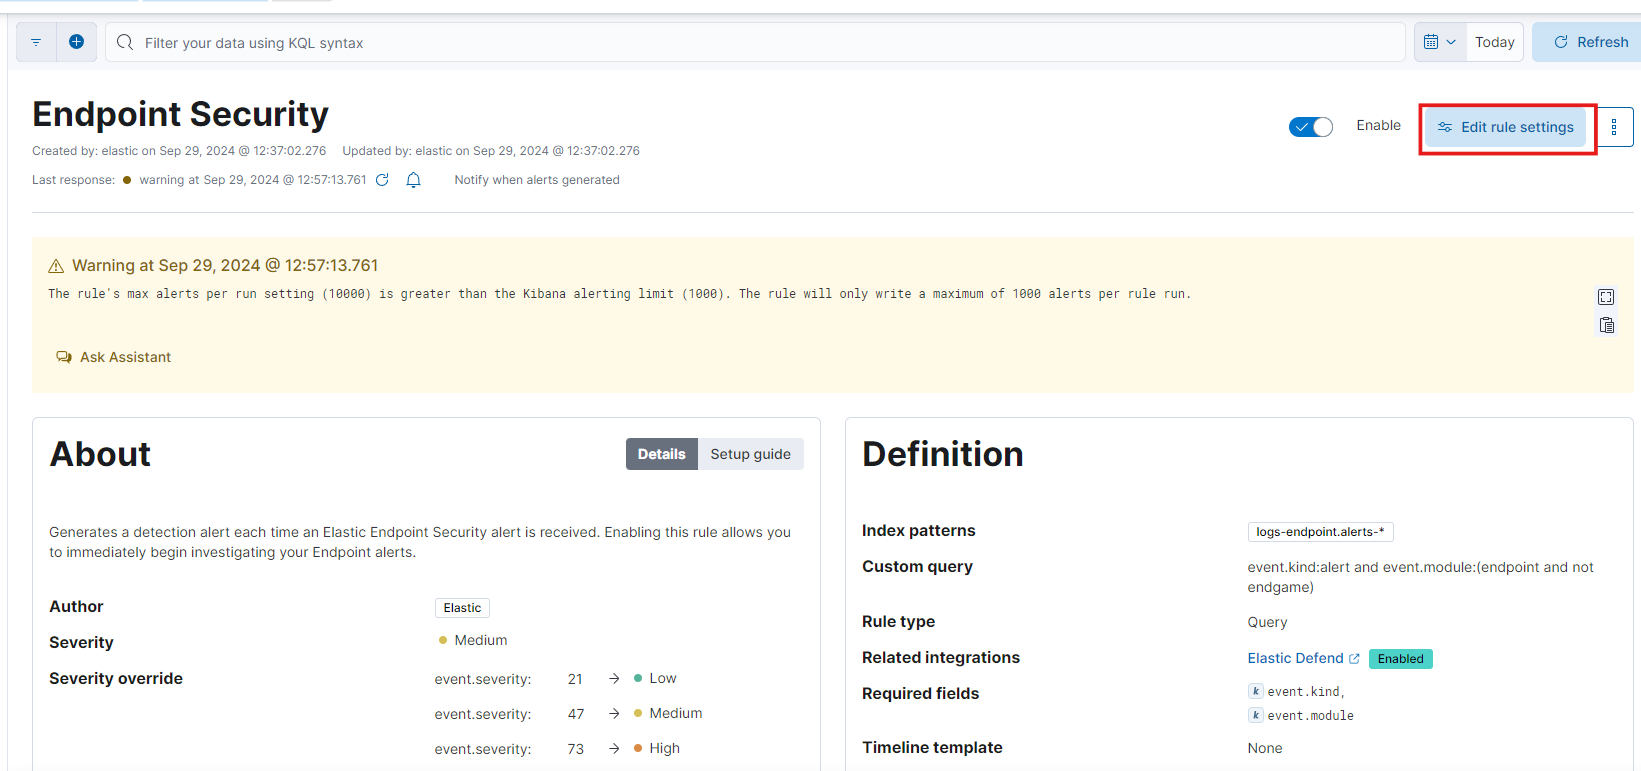 Filter your data using KQL syntax
Today
Refresh
Endpoint Security
Enable
Edit rule settings
Created by: elastic on Sep 29, 2024 @ 12:37:02.276 Updated by: elastic on Sep 29, 2024 @ 12:37:02.276
Last response: warning at Sep 29, 2024 @ 12:57:13.761 Notify when alerts generated
Warning at Sep 29, 2024 @ 12:57:13.761
The rule's max alerts per run setting (10000) is greater than the Kibana alerting limit (1000). The rule will only write a maximum of 1000 alerts per rule run.
Ask Assistant
About
Details
Setup guide
Generates a detection alert each time an Elastic Endpoint Security alert is received. Enabling this rule allows you
to immediately begin investigating your Endpoint alerts.
Author Elastic
Severity Medium
Severity override event.severity: 21 → Low
event.severity: 47 → Medium
event.severity: 73 → High
Definition
Index patterns logs-endpoint.alerts-*
Custom query event.kind:alert and event.module:(endpoint and not
endgame)
Rule type Query
Related integrations Elastic Defend Enabled
Required fields k event.kind,
k event.module
Timeline template None